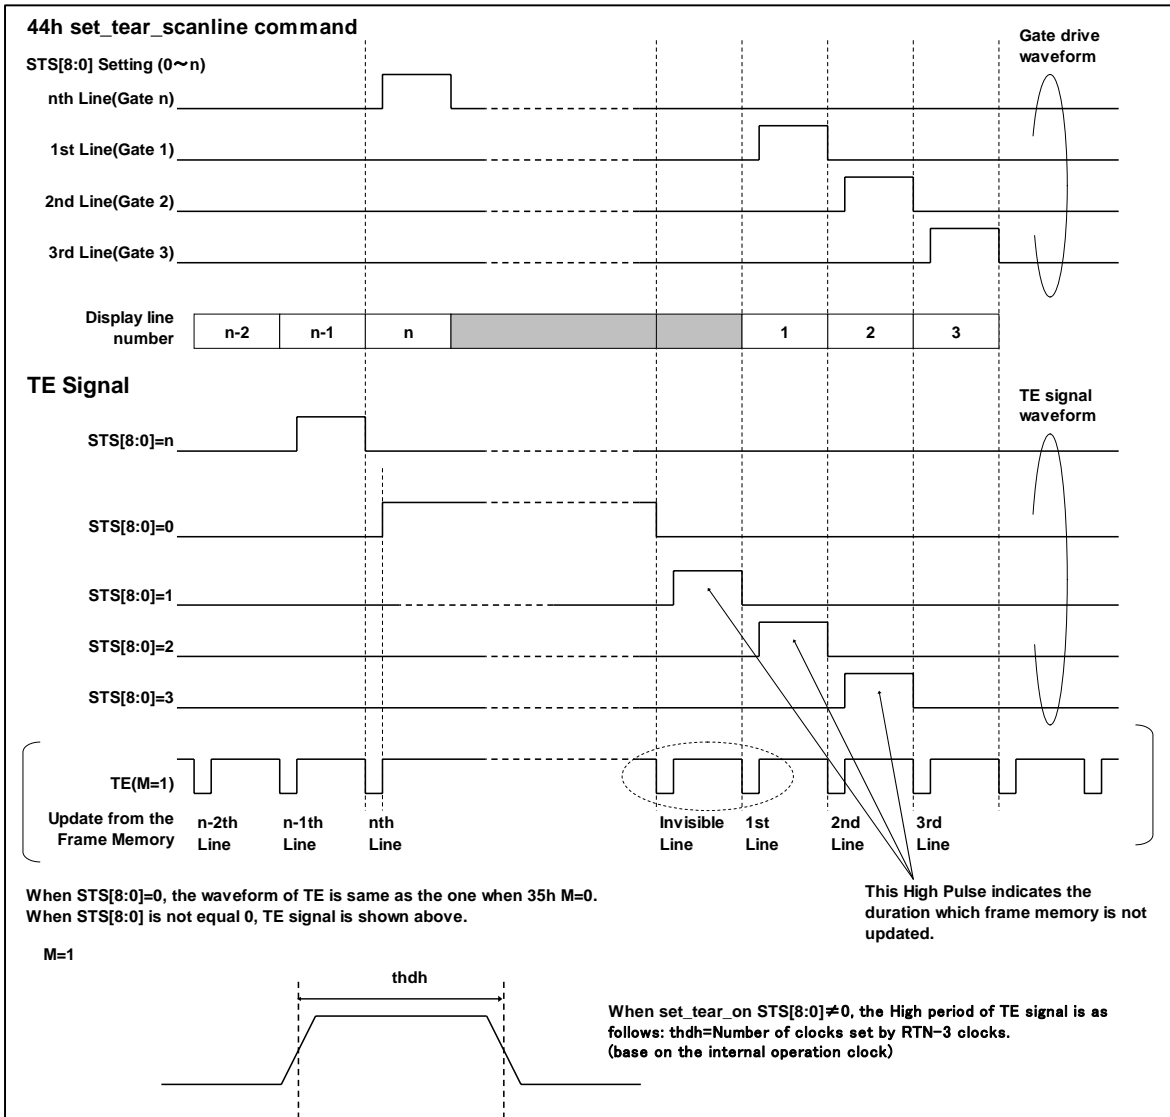 44h set_tear_scanline command
STS[8:0] Setting (0～n)
Gate drive
waveform
nth Line(Gate n)
1st Line(Gate 1)
2nd Line(Gate 2)
3rd Line(Gate 3)
Display line
number
n-2
n-1
n
1
2
3
TE Signal
TE signal
waveform
STS[8:0]=n
STS[8:0]=0
STS[8:0]=1
STS[8:0]=2
STS[8:0]=3
TE(M=1)
Update from the
Frame Memory
n-2th
Line
n-1th
Line
nth
Line
Invisible
Line
1st
Line
2nd
Line
3rd
Line
When STS[8:0]=0, the waveform of TE is same as the one when 35h M=0.
When STS[8:0] is not equal 0, TE signal is shown above.
This High Pulse indicates the
duration which frame memory is not
updated.
M=1
thdh
When set_tear_on STS[8:0]≠0, the High period of TE signal is as
follows: thdh=Number of clocks set by RTN-3 clocks.
(base on the internal operation clock)